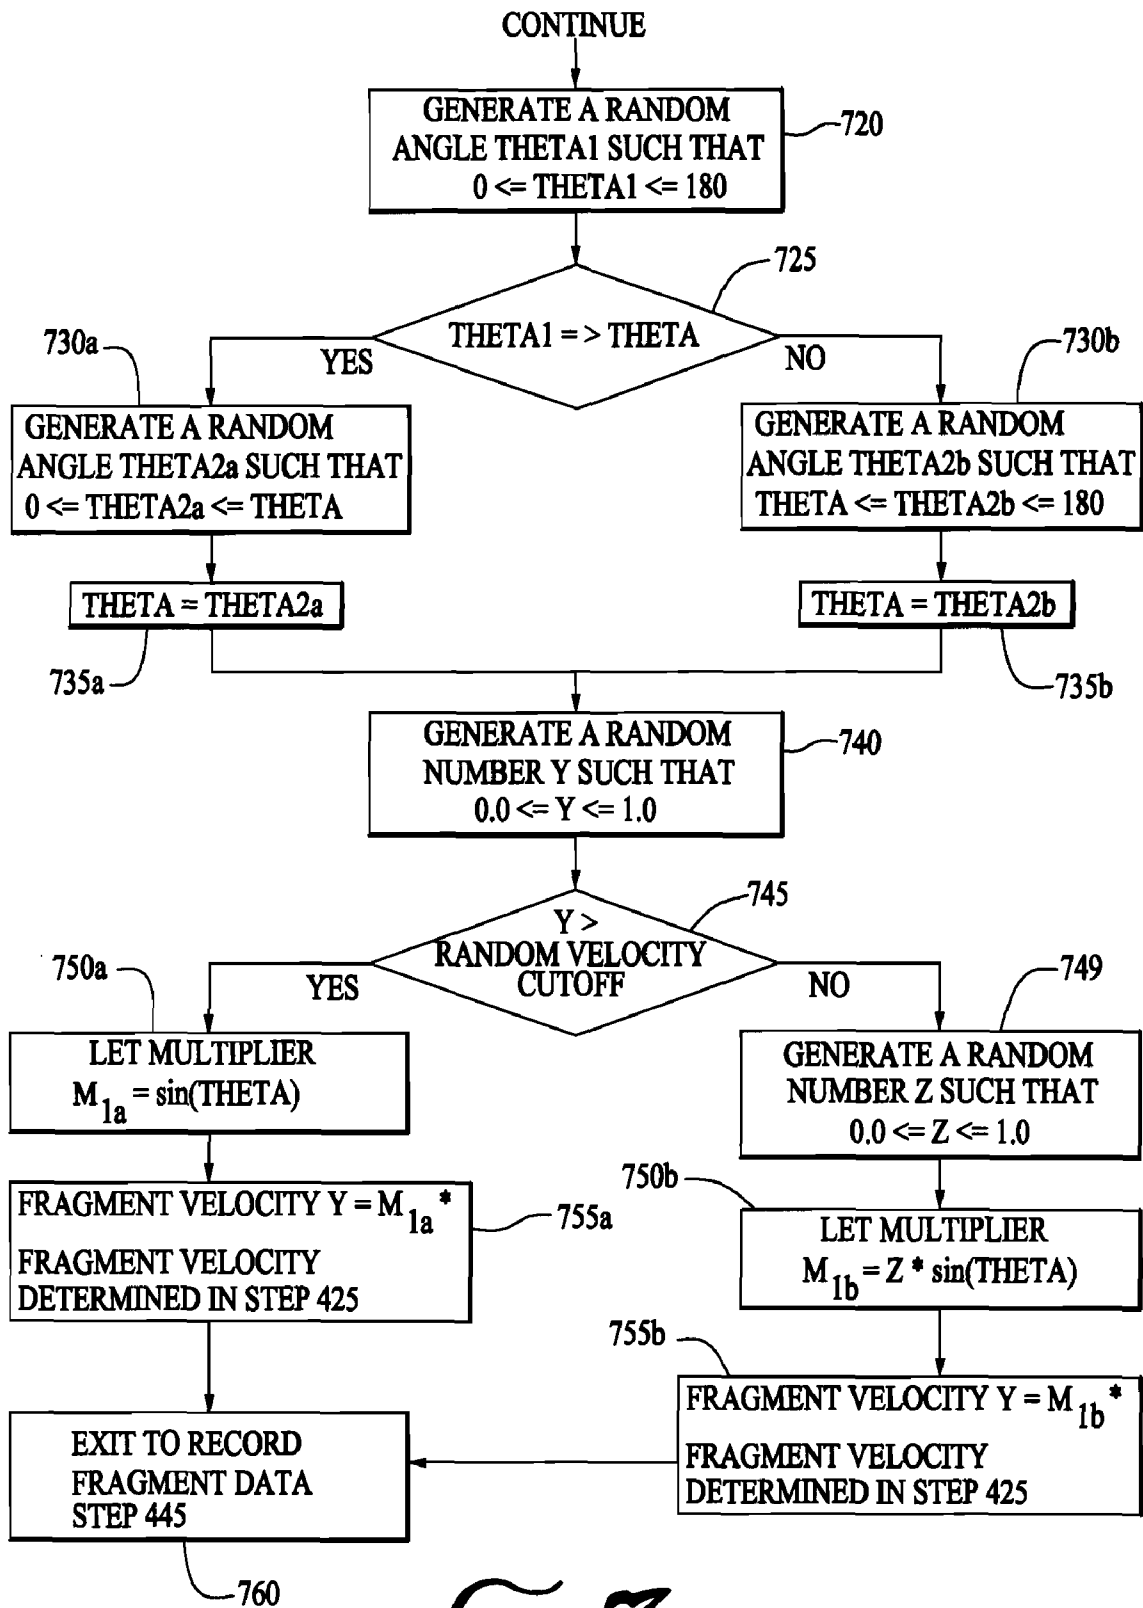 CONTINUE
GENERATE A RANDOM
ANGLE THETA1 SUCH THAT
0 <= THETA1 <= 180
720
725
THETA1 = > THETA
YES
NO
730a
730b
GENERATE A RANDOM
ANGLE THETA2a SUCH THAT
0 <= THETA2a <= THETA
GENERATE A RANDOM
ANGLE THETA2b SUCH THAT
THETA <= THETA2b <= 180
THETA = THETA2a
THETA = THETA2b
735a
735b
GENERATE A RANDOM
NUMBER Y SUCH THAT
0.0 <= Y <= 1.0
740
745
Y >
RANDOM VELOCITY
CUTOFF
YES
NO
750a
749
LET MULTIPLIER
M1a = sin(THETA)
GENERATE A RANDOM
NUMBER Z SUCH THAT
0.0 <= Z <= 1.0
750b
FRAGMENT VELOCITY Y = M1a*
FRAGMENT VELOCITY
DETERMINED IN STEP 425
755a
LET MULTIPLIER
M1b = Z * sin(THETA)
755b
FRAGMENT VELOCITY Y = M1b*
FRAGMENT VELOCITY
DETERMINED IN STEP 425
EXIT TO RECORD
FRAGMENT DATA
STEP 445
760